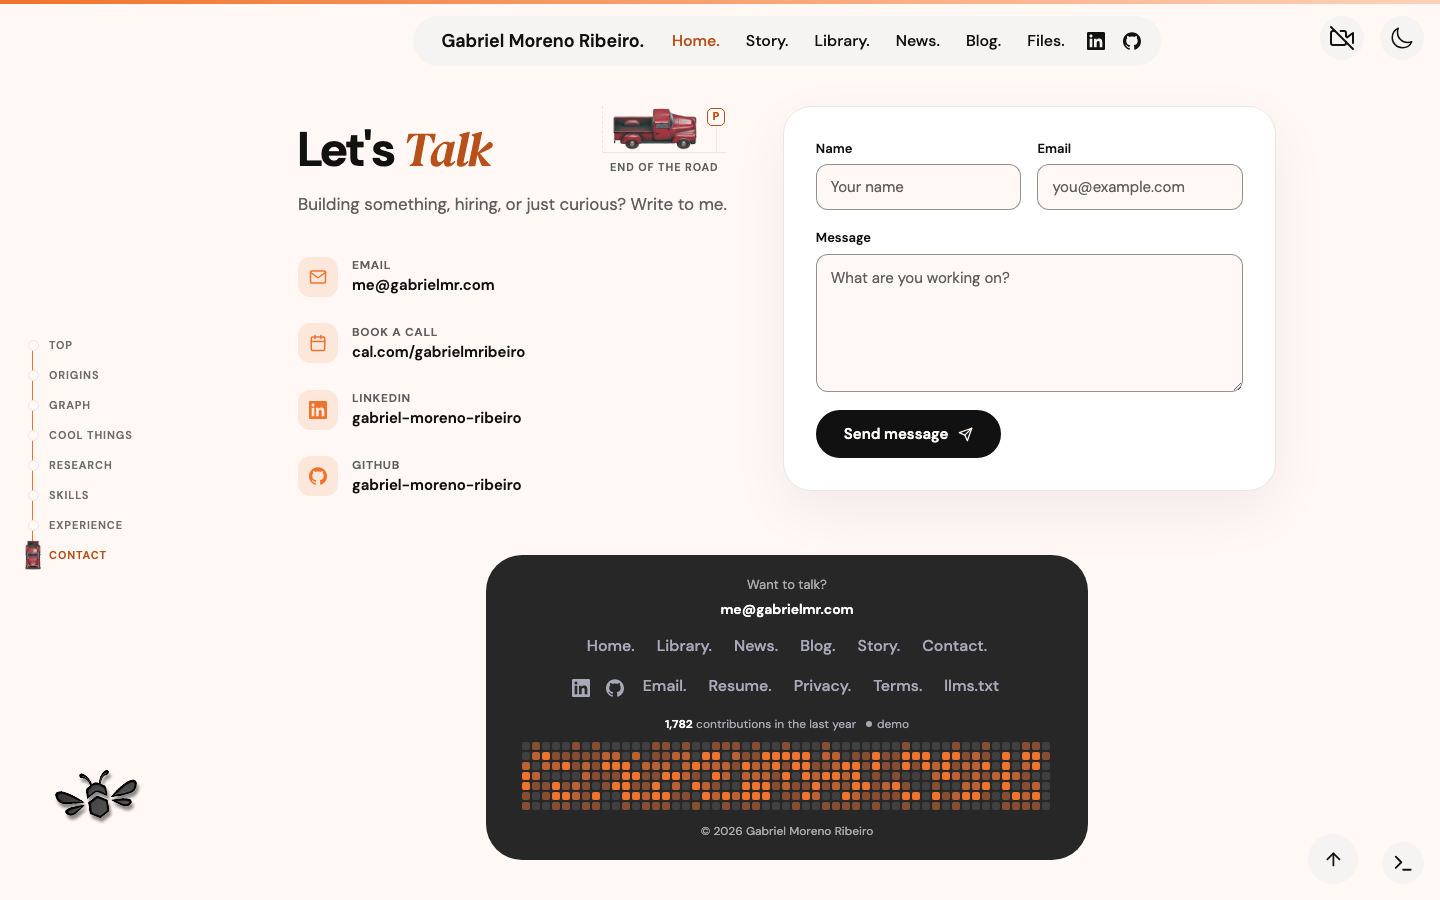 Gabriel Moreno Ribeiro.
Home. Story. Library. News. Blog. Files.
Let's Talk
P
END OF THE ROAD
Building something, hiring, or just curious? Write to me.
EMAIL
me@gabrielmr.com
BOOK A CALL
cal.com/gabrielmribeiro
LINKEDIN
gabriel-moreno-ribeiro
GITHUB
gabriel-moreno-ribeiro
Name
Your name
Email
you@example.com
Message
What are you working on?
Send message
TOP
ORIGINS
GRAPH
COOL THINGS
RESEARCH
SKILLS
EXPERIENCE
CONTACT
Want to talk?
me@gabrielmr.com
Home. Library. News. Blog. Story. Contact.
Email. Resume. Privacy. Terms. llms.txt
1,782 contributions in the last year demo
© 2026 Gabriel Moreno Ribeiro